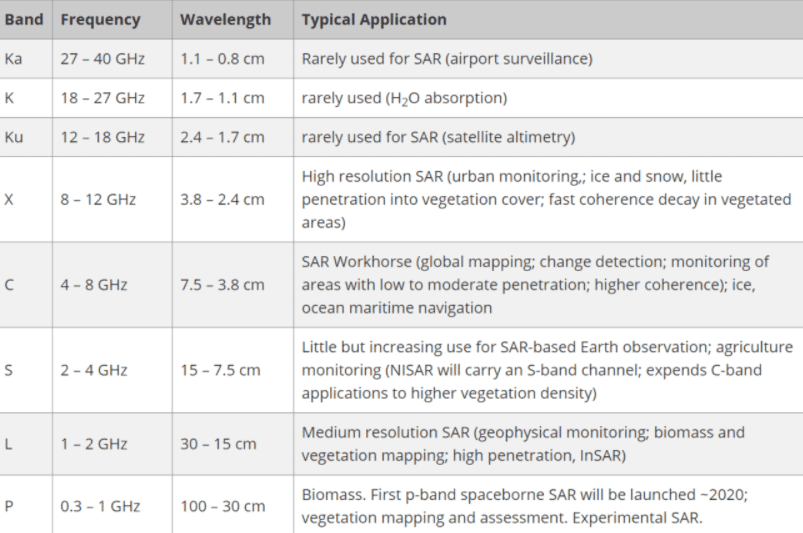 Band Frequency Wavelength Typical Application
Ka 27 – 40 GHz 1.1 – 0.8 cm Rarely used for SAR (airport surveillance)
K 18 – 27 GHz 1.7 – 1.1 cm rarely used (H₂O absorption)
Ku 12 – 18 GHz 2.4 – 1.7 cm rarely used for SAR (satellite altimetry)
X 8 – 12 GHz 3.8 – 2.4 cm High resolution SAR (urban monitoring,; ice and snow, little
penetration into vegetation cover; fast coherence decay in vegetated
areas)
C 4 – 8 GHz 7.5 – 3.8 cm SAR Workhorse (global mapping; change detection; monitoring of
areas with low to moderate penetration; higher coherence); ice,
ocean maritime navigation
S 2 – 4 GHz 15 – 7.5 cm Little but increasing use for SAR-based Earth observation; agriculture
monitoring (NISAR will carry an S-band channel; expends C-band
applications to higher vegetation density)
L 1 – 2 GHz 30 – 15 cm Medium resolution SAR (geophysical monitoring; biomass and
vegetation mapping; high penetration, InSAR)
P 0.3 – 1 GHz 100 – 30 cm Biomass. First p-band spaceborne SAR will be launched ~2020;
vegetation mapping and assessment. Experimental SAR.